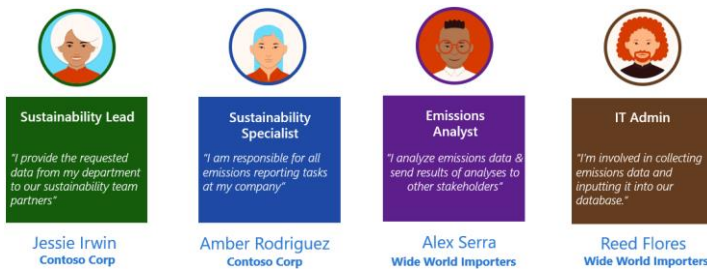 Sustainability Lead
"I provide the requested
data from my department
to our sustainability team
partners"
Jessie Irwin
Contoso Corp
Sustainability
Specialist
"I am responsible for all
emissions reporting tasks
at my company"
Amber Rodriguez
Contoso Corp
Emissions
Analyst
"I analyze emissions data &
send results of analyses to
other stakeholders"
Alex Serra
Wide World Importers
IT Admin
"I'm involved in collecting
emissions data and
inputting it into our
database."
Reed Flores
Wide World Importers